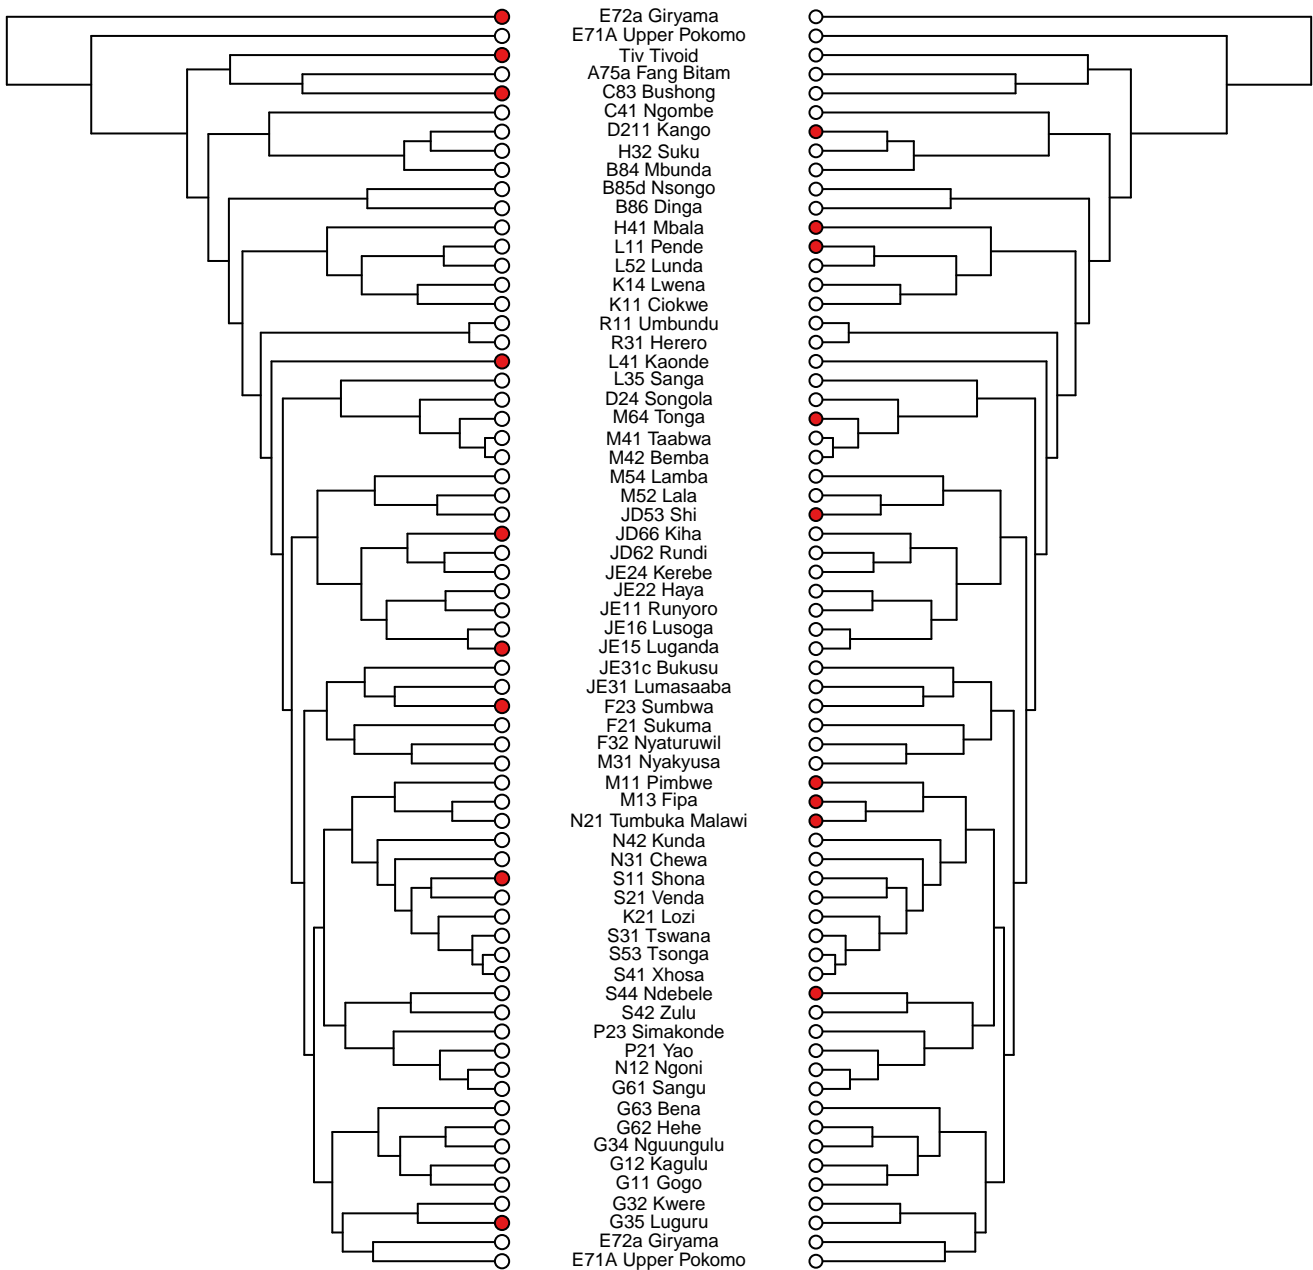 E72a Giryama
E71A Upper Pokomo
Tiv Tivoid
A75a Fang Bitam
C83 Bushong
C41 Ngombe
D211 Kango
H32 Suku
B84 Mbunda
B85d Nsongo
B86 Dinga
H41 Mbala
L11 Pende
L52 Lunda
K14 Lwena
K11 Ciokwe
R11 Umbundu
R31 Herero
L41 Kaonde
L35 Sanga
D24 Songola
M64 Tonga
M41 Taabwa
M42 Bemba
M54 Lamba
M52 Lala
JD53 Shi
JD66 Kiha
JD62 Rundi
JE24 Kerebe
JE22 Haya
JE11 Runyoro
JE16 Lusoga
JE15 Luganda
JE31c Bukusu
JE31 Lumasaaba
F23 Sumbwa
F21 Sukuma
F32 Nyaturuwil
M31 Nyakyusa
M11 Pimbwe
M13 Fipa
N21 Tumbuka Malawi
N42 Kunda
N31 Chewa
S11 Shona
S21 Venda
K21 Lozi
S31 Tswana
S53 Tsonga
S41 Xhosa
S44 Ndebele
S42 Zulu
P23 Simakonde
P21 Yao
N12 Ngoni
G61 Sangu
G63 Bena
G62 Hehe
G34 Nguungulu
G12 Kagulu
G11 Gogo
G32 Kwere
G35 Luguru
E72a Giryama
E71A Upper Pokomo